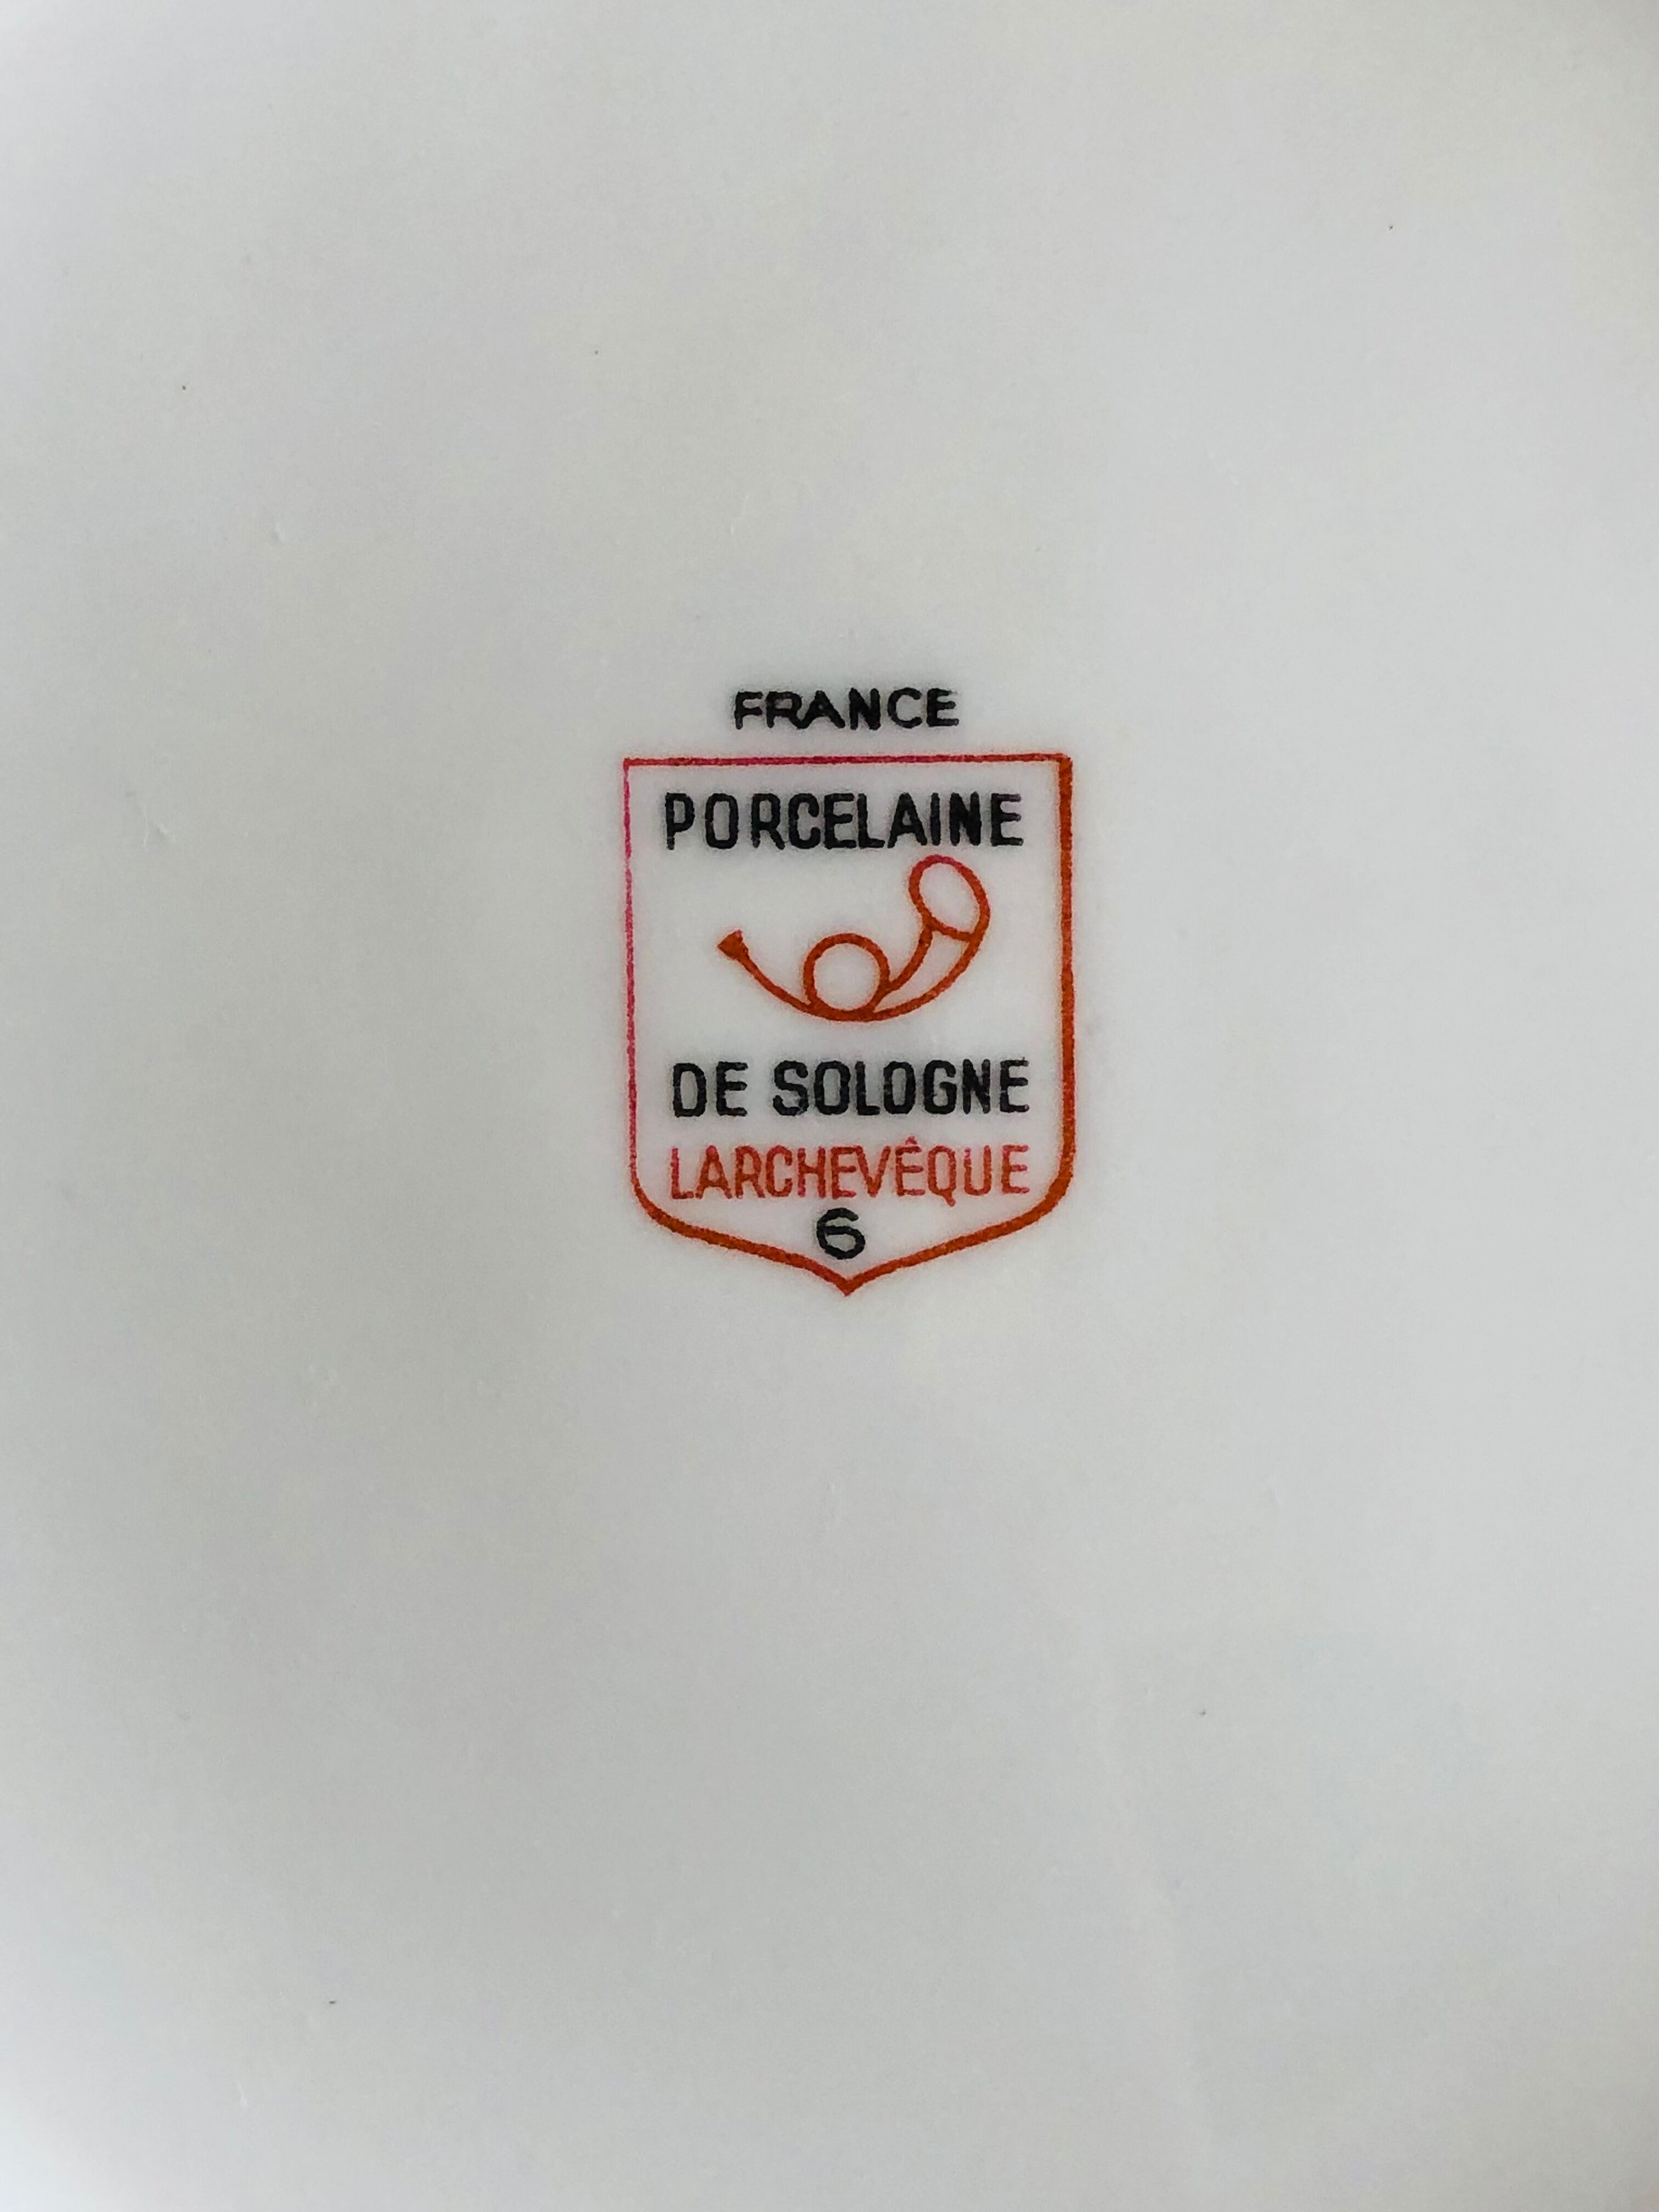 FRANCE
PORCELAINE
DE SOLOGNE
LARCHEVÊQUE
6